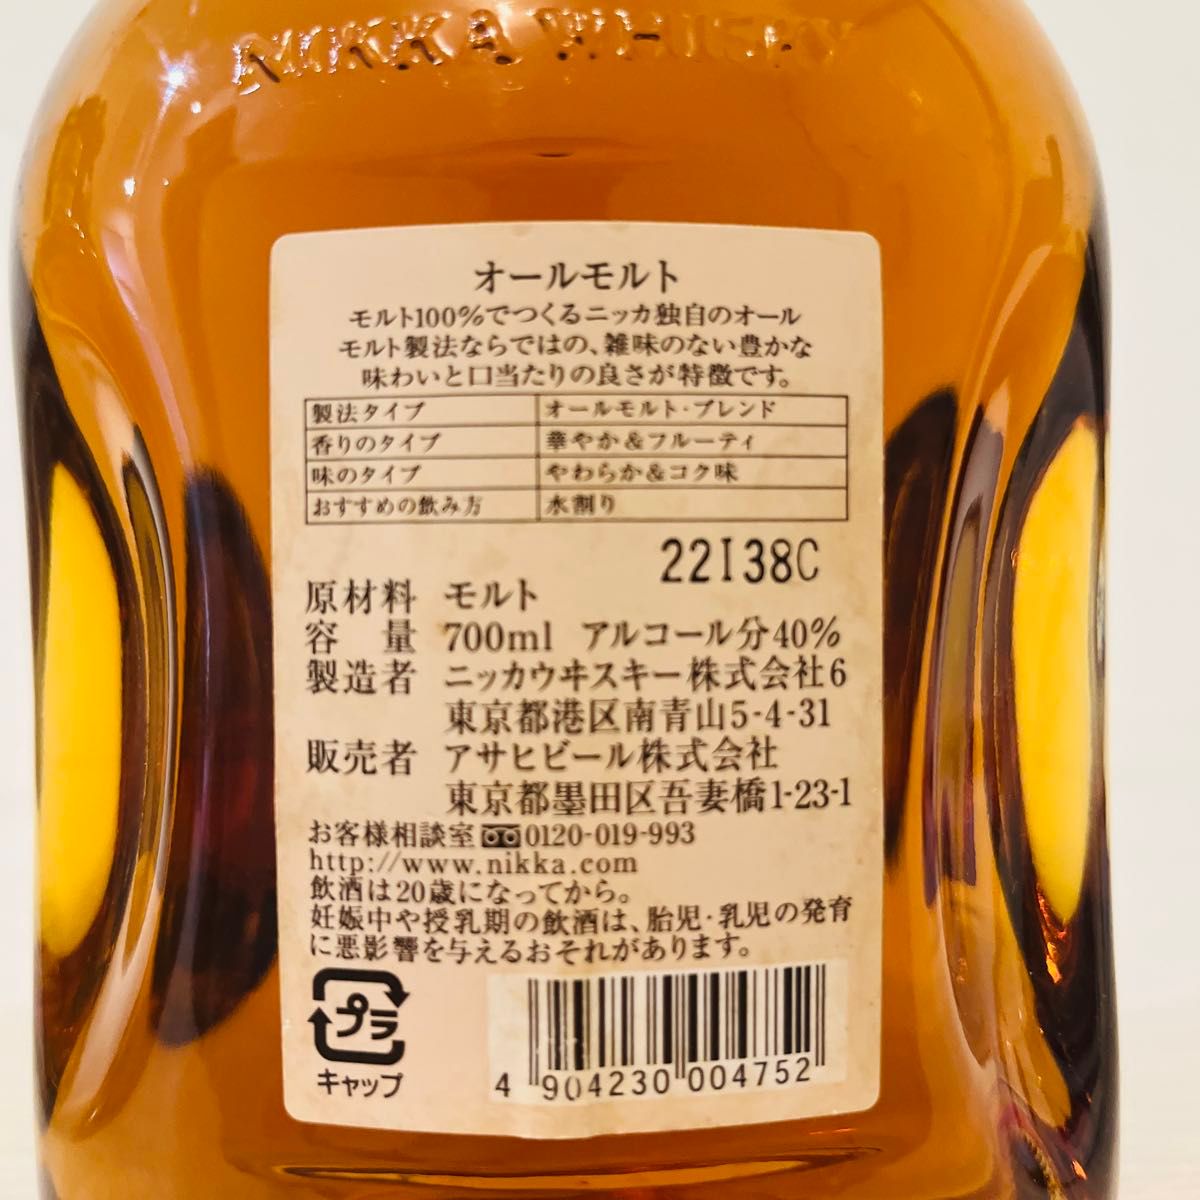 NIKKA WHISKY
オールモルト
モルト100%でつくるニッカ独自のオール
モルト製法ならではの、雑味のない豊かな
味わいと口当たりの良さが特徴です。
製法タイプ オールモルト・ブレンド
香りのタイプ 華やか&フルーティ
味のタイプ やわらか&コク味
おすすめの飲み方 水割り
22I38C
原材料 モルト
容量 700ml アルコール分40%
製造者 ニッカウヰスキー株式会社6
東京都港区南青山5-4-31
販売者 アサヒビール株式会社
東京都墨田区吾妻橋1-23-1
お客様相談室 0120-019-993
http://www.nikka.com
飲酒は20歳になってから。
妊娠中や授乳期の飲酒は、胎児・乳児の発育
に悪影響を与えるおそれがあります。
プラ
キャップ
4 904230 004752